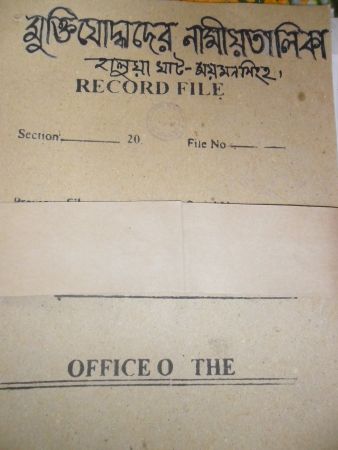 মুক্তিযোদ্ধাদের নামীয়তালিকা
হালুয়া ঘাট-ময়মনসিংহ,
RECORD FILE
Section 20 File No
OFFICE O THE